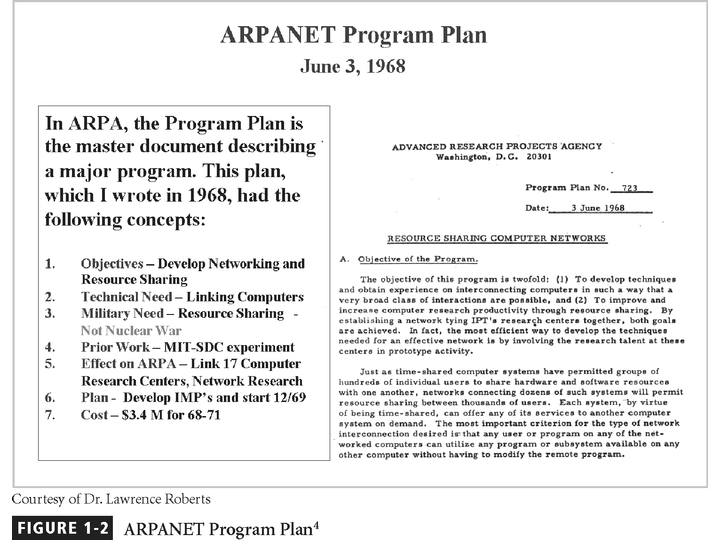 ARPANET Program Plan
June 3, 1968
In ARPA, the Program Plan is
the master document describing
a major program. This plan,
which I wrote in 1968, had the
following concepts:
1. Objectives – Develop Networking and
Resource Sharing
2. Technical Need – Linking Computers
3. Military Need – Resource Sharing -
Not Nuclear War
4. Prior Work – MIT-SDC experiment
5. Effect on ARPA – Link 17 Computer
Research Centers, Network Research
6. Plan - Develop IMP's and start 12/69
7. Cost – $3.4 M for 68-71
ADVANCED RESEARCH PROJECTS AGENCY
Washington, D.C. 20301
Program Plan No. 723
Date: 3 June 1968
RESOURCE SHARING COMPUTER NETWORKS
A. Objective of the Program.
The objective of this program is twofold: (1) To develop techniques
and obtain experience on interconnecting computers in such a way that a
very broad class of interactions are possible, and (2) To improve and
increase computer research productivity through resource sharing. By
establishing a network tying IPT's research centers together, both goals
are achieved. In fact, the most efficient way to develop the techniques
needed for an effective network is by involving the research talent at these
centers in prototype activity.
Just as time-shared computer systems have permitted groups of
hundreds of individual users to share hardware and software resources
with one another, networks connecting dozens of such systems will permit
resource sharing between thousands of users. Each system, by virtue
of being time-shared, can offer any of its services to another computer
system on demand. The most important criterion for the type of network
interconnection desired is that any user or program on any of the net-
worked computers can utilize any program or subsystem available on any
other computer without having to modify the remote program.
Courtesy of Dr. Lawrence Roberts
FIGURE 1-2 ARPANET Program Plan4